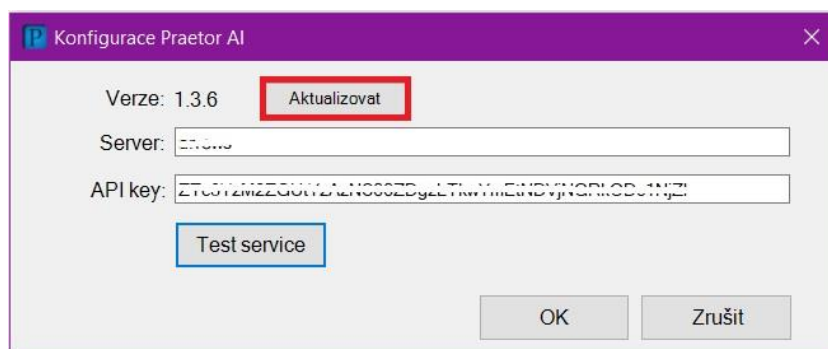 Konfigurace Praetor AI
Verze: 1.3.6 Aktualizovat
Server:
API key:
Test service
OK Zrušit